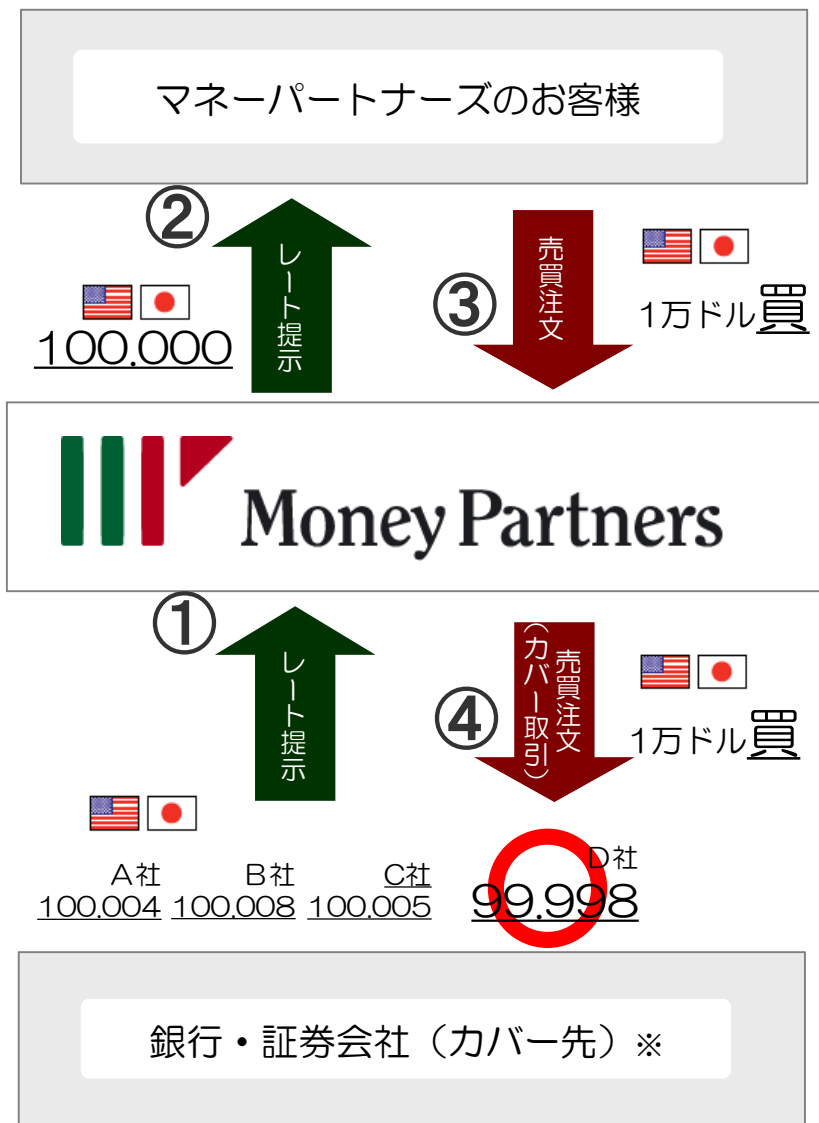 マネーパートナーズのお客様
②
レート提示
100.000
③
売買注文
1万ドル買
Money Partners
①
レート提示
④
売買注文
(カバー取引)
1万ドル買
A社
100.004
B社
100.008
C社
100.005
D社
99.998
銀行・証券会社（カバー先）※